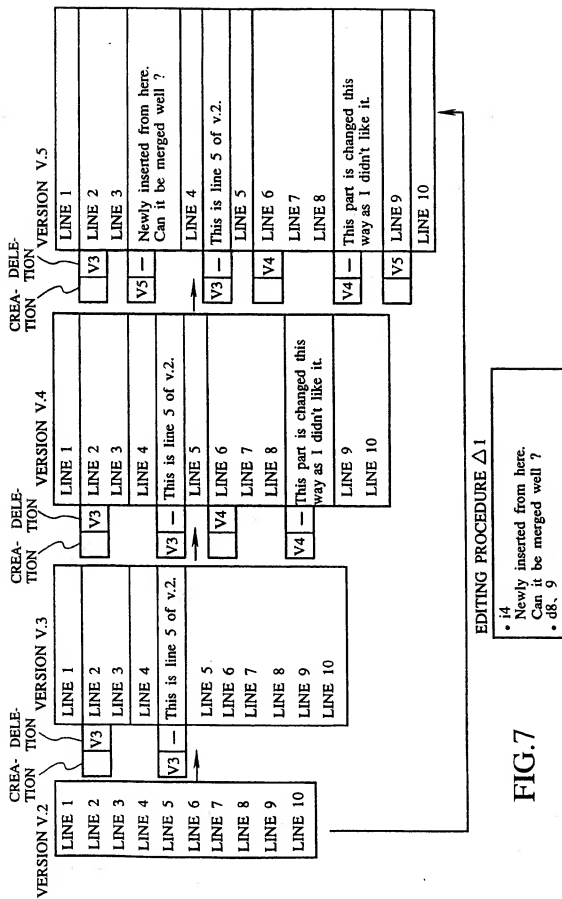 VERSION V.2
LINE 1
LINE 2
LINE 3
LINE 4
LINE 5
LINE 6
LINE 7
LINE 8
LINE 9
LINE 10
CREA-
TION
DELE-
TION
VERSION V.3
LINE 1
V3
LINE 2
LINE 3
LINE 4
V3 — This is line 5 of v.2.
LINE 5
LINE 6
LINE 7
LINE 8
LINE 9
LINE 10
CREA-
TION
DELE-
TION
VERSION V.4
LINE 1
V3
LINE 2
LINE 3
LINE 4
V3 — This is line 5 of v.2.
LINE 5
V4
LINE 6
LINE 7
LINE 8
V4 — This part is changed this
way as I didn't like it.
LINE 9
LINE 10
CREA-
TION
DELE-
TION
VERSION V.5
LINE 1
V3
LINE 2
LINE 3
V5 — Newly inserted from here.
Can it be merged well ?
LINE 4
V3 — This is line 5 of v.2.
LINE 5
V4
LINE 6
LINE 7
LINE 8
V4 — This part is changed this
way as I didn't like it.
V5
LINE 9
LINE 10
EDITING PROCEDURE △1
• i4
Newly inserted from here.
Can it be merged well ?
• d8、9
FIG.7